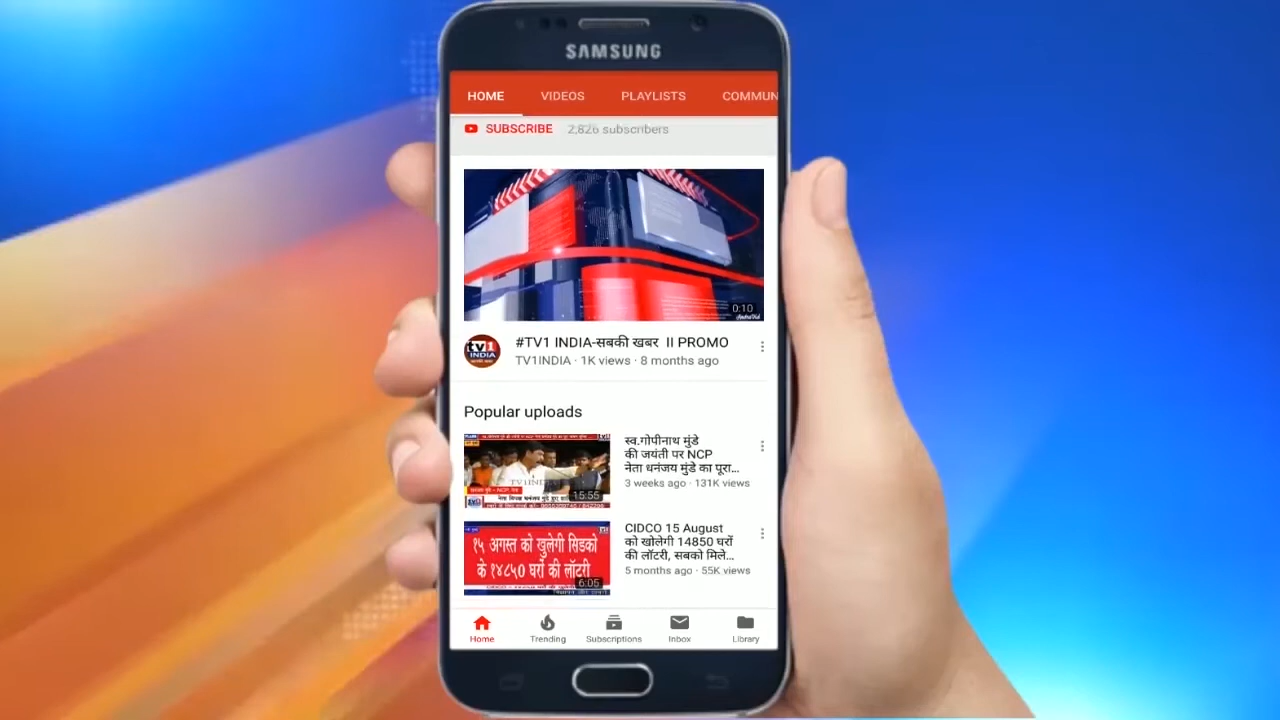 SAMSUNG
HOME VIDEOS PLAYLISTS COMMUN
SUBSCRIBE 2,826 subscribers
0:10
tv1
INDIA
#TV1 INDIA-सबकी खबर II PROMO
TV1INDIA · 1K views · 8 months ago
Popular uploads
TV1INDIA
15:55
स्व.गोपीनाथ मुंडे
की जयंती पर NCP
नेता धनंजय मुंडे का पूरा...
3 weeks ago · 131K views
१५ अगस्त को खुलेगी सिडको
के १४८५० घरों की लॉटरी
6:05
CIDCO 15 August
को खोलेगी 14850 घरों
की लॉटरी, सबको मिले...
5 months ago · 55K views
Home Trending Subscriptions Inbox Library